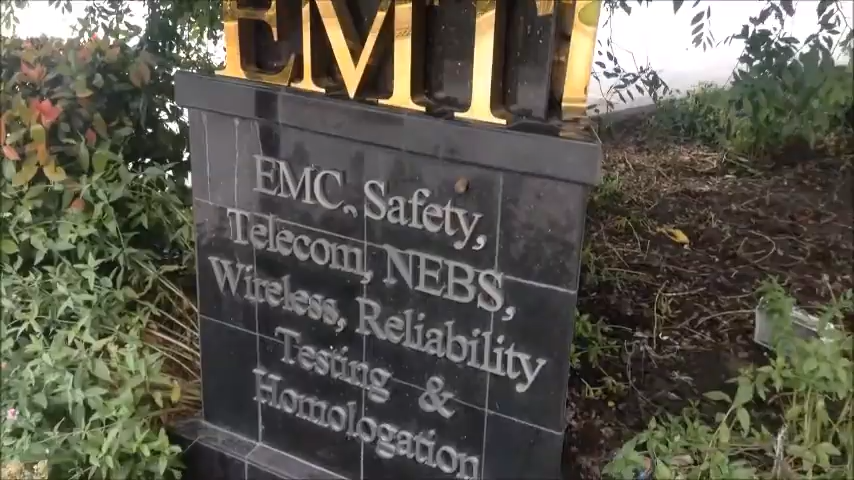 EMC, Safety,
Telecom, NEBS,
Wireless, Reliability
Testing &
Homologation